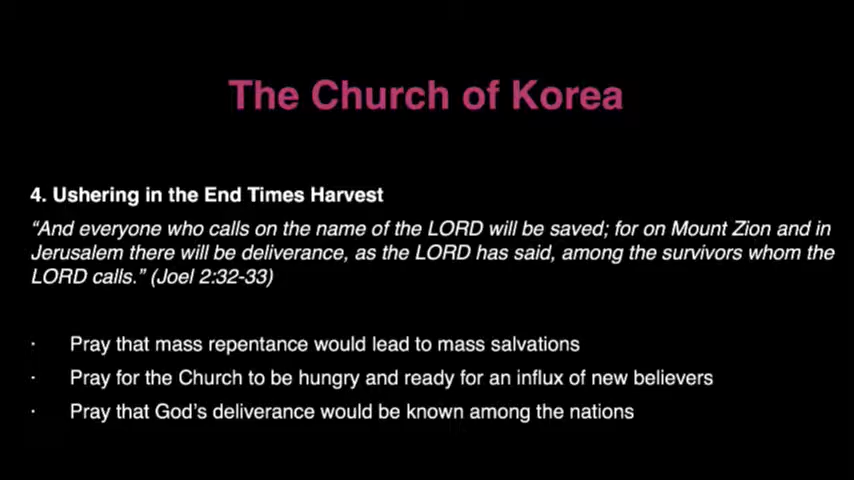 The Church of Korea
4. Ushering in the End Times Harvest
“And everyone who calls on the name of the LORD will be saved; for on Mount Zion and in
Jerusalem there will be deliverance, as the LORD has said, among the survivors whom the
LORD calls.” (Joel 2:32-33)
· Pray that mass repentance would lead to mass salvations
· Pray for the Church to be hungry and ready for an influx of new believers
· Pray that God’s deliverance would be known among the nations